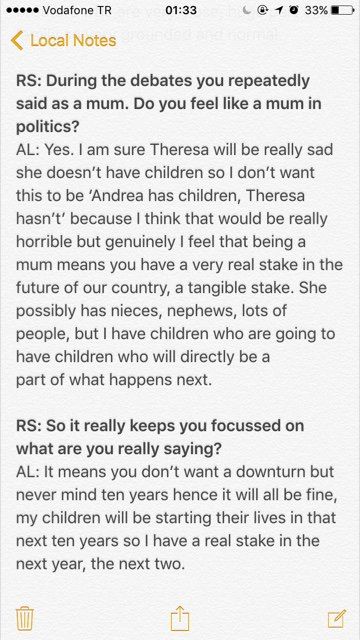 Vodafone TR 01:33 33%
grounded and normal
Local Notes
RS: During the debates you repeatedly
said as a mum. Do you feel like a mum in
politics?
AL: Yes. I am sure Theresa will be really sad
she doesn’t have children so I don’t want
this to be ‘Andrea has children, Theresa
hasn’t’ because I think that would be really
horrible but genuinely I feel that being a
mum means you have a very real stake in the
future of our country, a tangible stake. She
possibly has nieces, nephews, lots of
people, but I have children who are going to
have children who will directly be a
part of what happens next.
RS: So it really keeps you focussed on
what are you really saying?
AL: It means you don’t want a downturn but
never mind ten years hence it will all be fine,
my children will be starting their lives in that
next ten years so I have a real stake in the
next year, the next two.